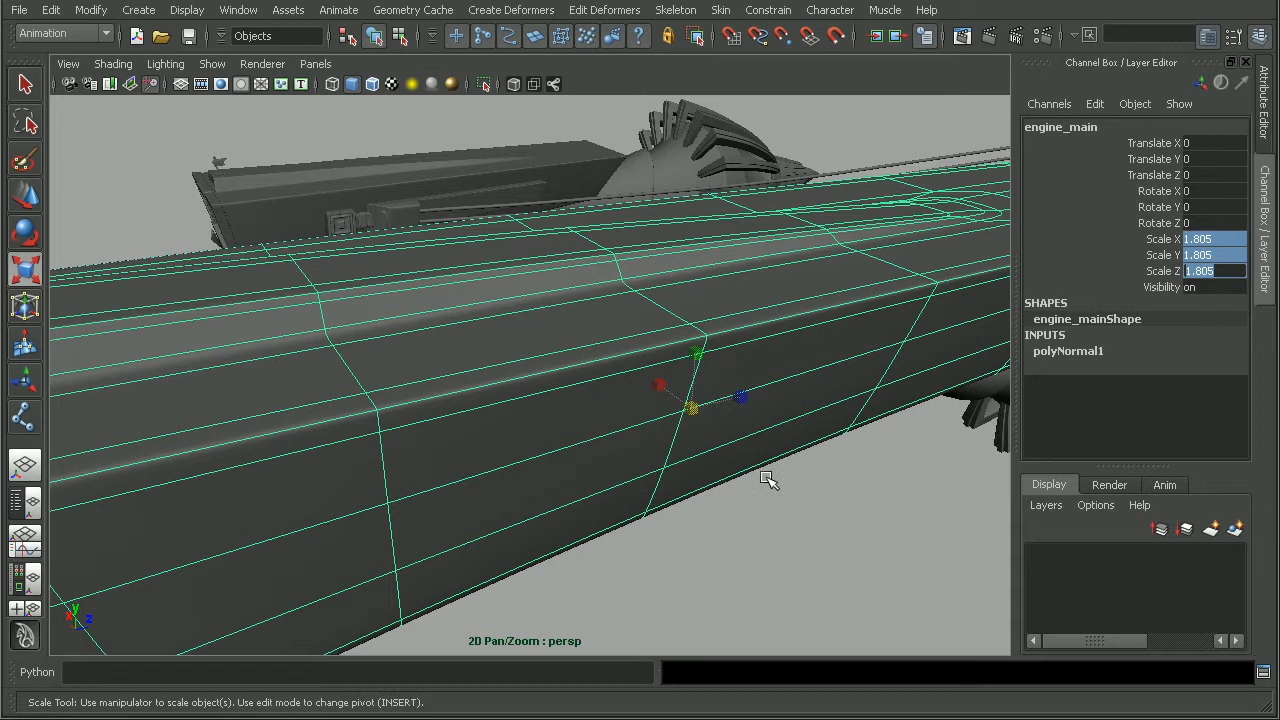 File Edit Modify Create Display Window Assets Animate Geometry Cache Create Deformers Edit Deformers Skeleton Skin Constrain Character Muscle Help
Animation Objects
View Shading Lighting Show Renderer Panels
Channel Box / Layer Editor
Channels Edit Object Show
engine_main
Translate X 0
Translate Y 0
Translate Z 0
Rotate X 0
Rotate Y 0
Rotate Z 0
Scale X 1.805
Scale Y 1.805
Scale Z 1.805
Visibility on
SHAPES
engine_mainShape
INPUTS
polyNormal1
Attribute Editor
Channel Box / Layer Editor
Display Render Anim
Layers Options Help
y
x z
2D Pan/Zoom : persp
Python
Scale Tool: Use manipulator to scale object(s). Use edit mode to change pivot (INSERT).